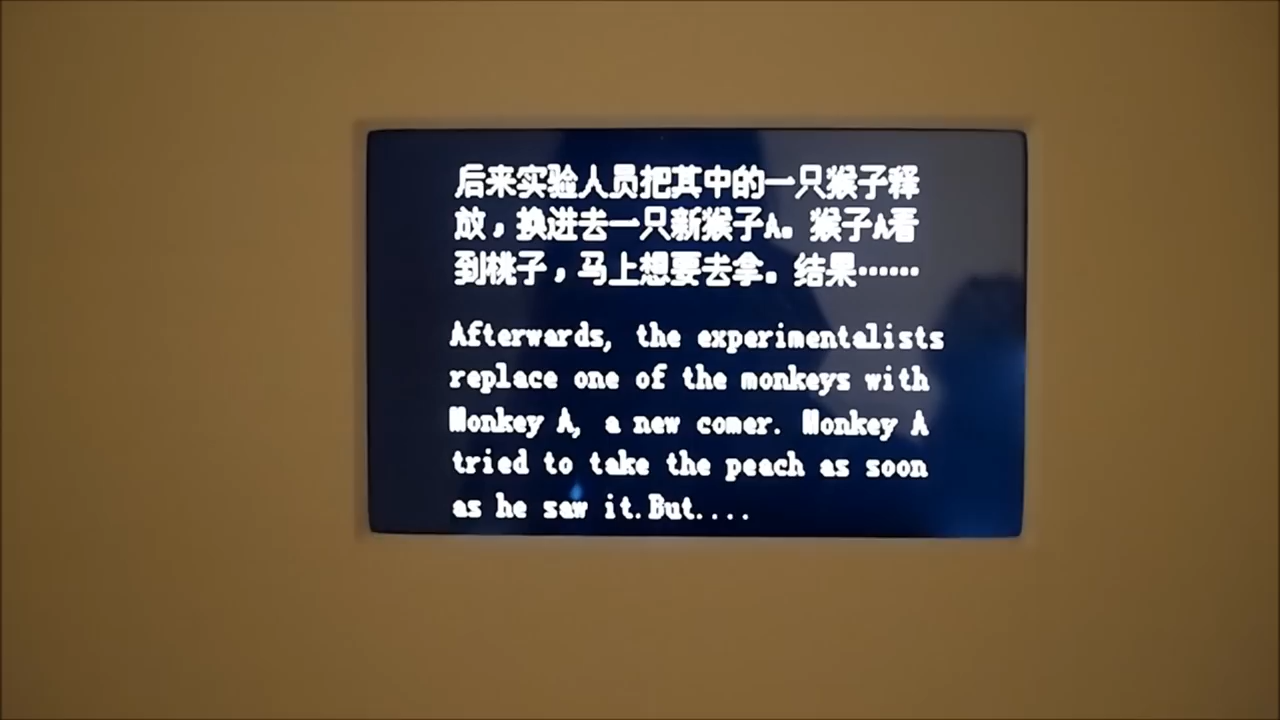 后来实验人员把其中的一只猴子释
放，换进去一只新猴子A。猴子A看
到桃子，马上想要去拿。结果……
Afterwards, the experimentalists
replace one of the monkeys with
Monkey A, a new comer. Monkey A
tried to take the peach as soon
as he saw it.But....